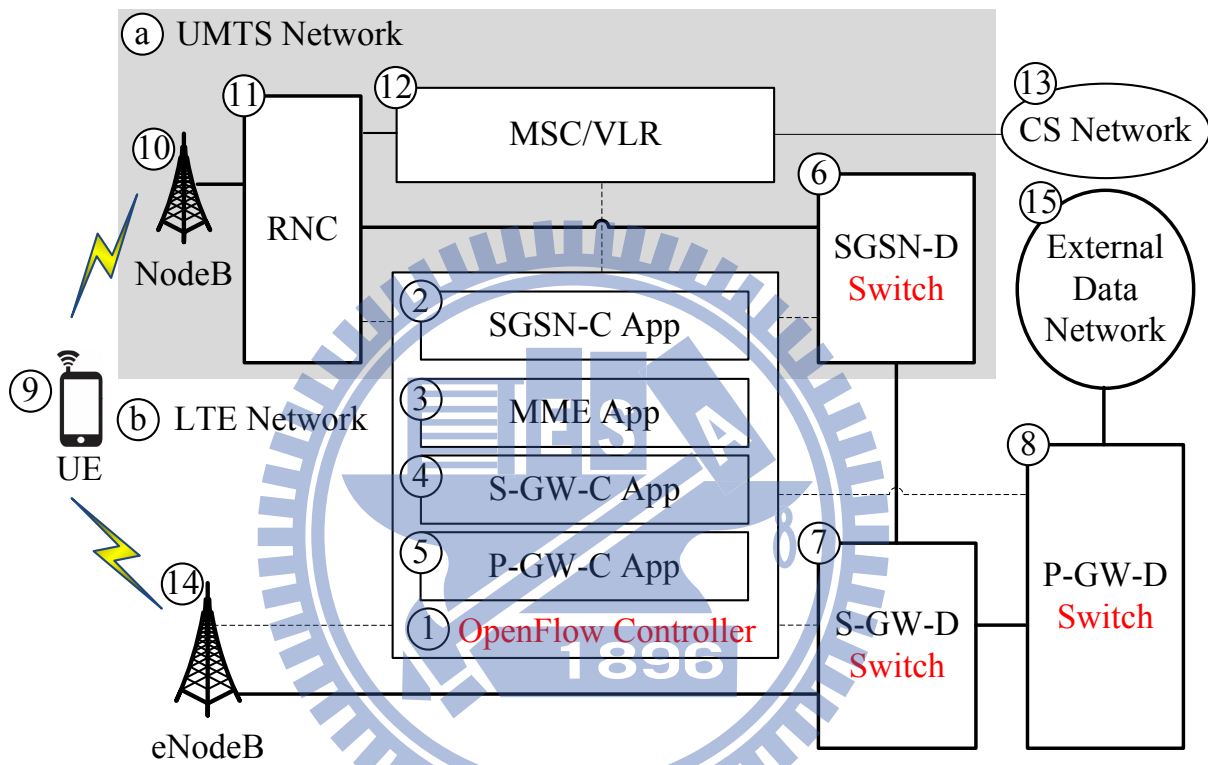 a UMTS Network
13
CS Network
11
12
MSC/VLR
10
NodeB
RNC
6
SGSN-D
Switch
15
External
Data
Network
2
SGSN-C App
9
UE
b LTE Network
3
MME App
4
S-GW-C App
5
P-GW-C App
1 OpenFlow Controller
7
S-GW-D
Switch
8
P-GW-D
Switch
14
eNodeB
ES
A
8
1896